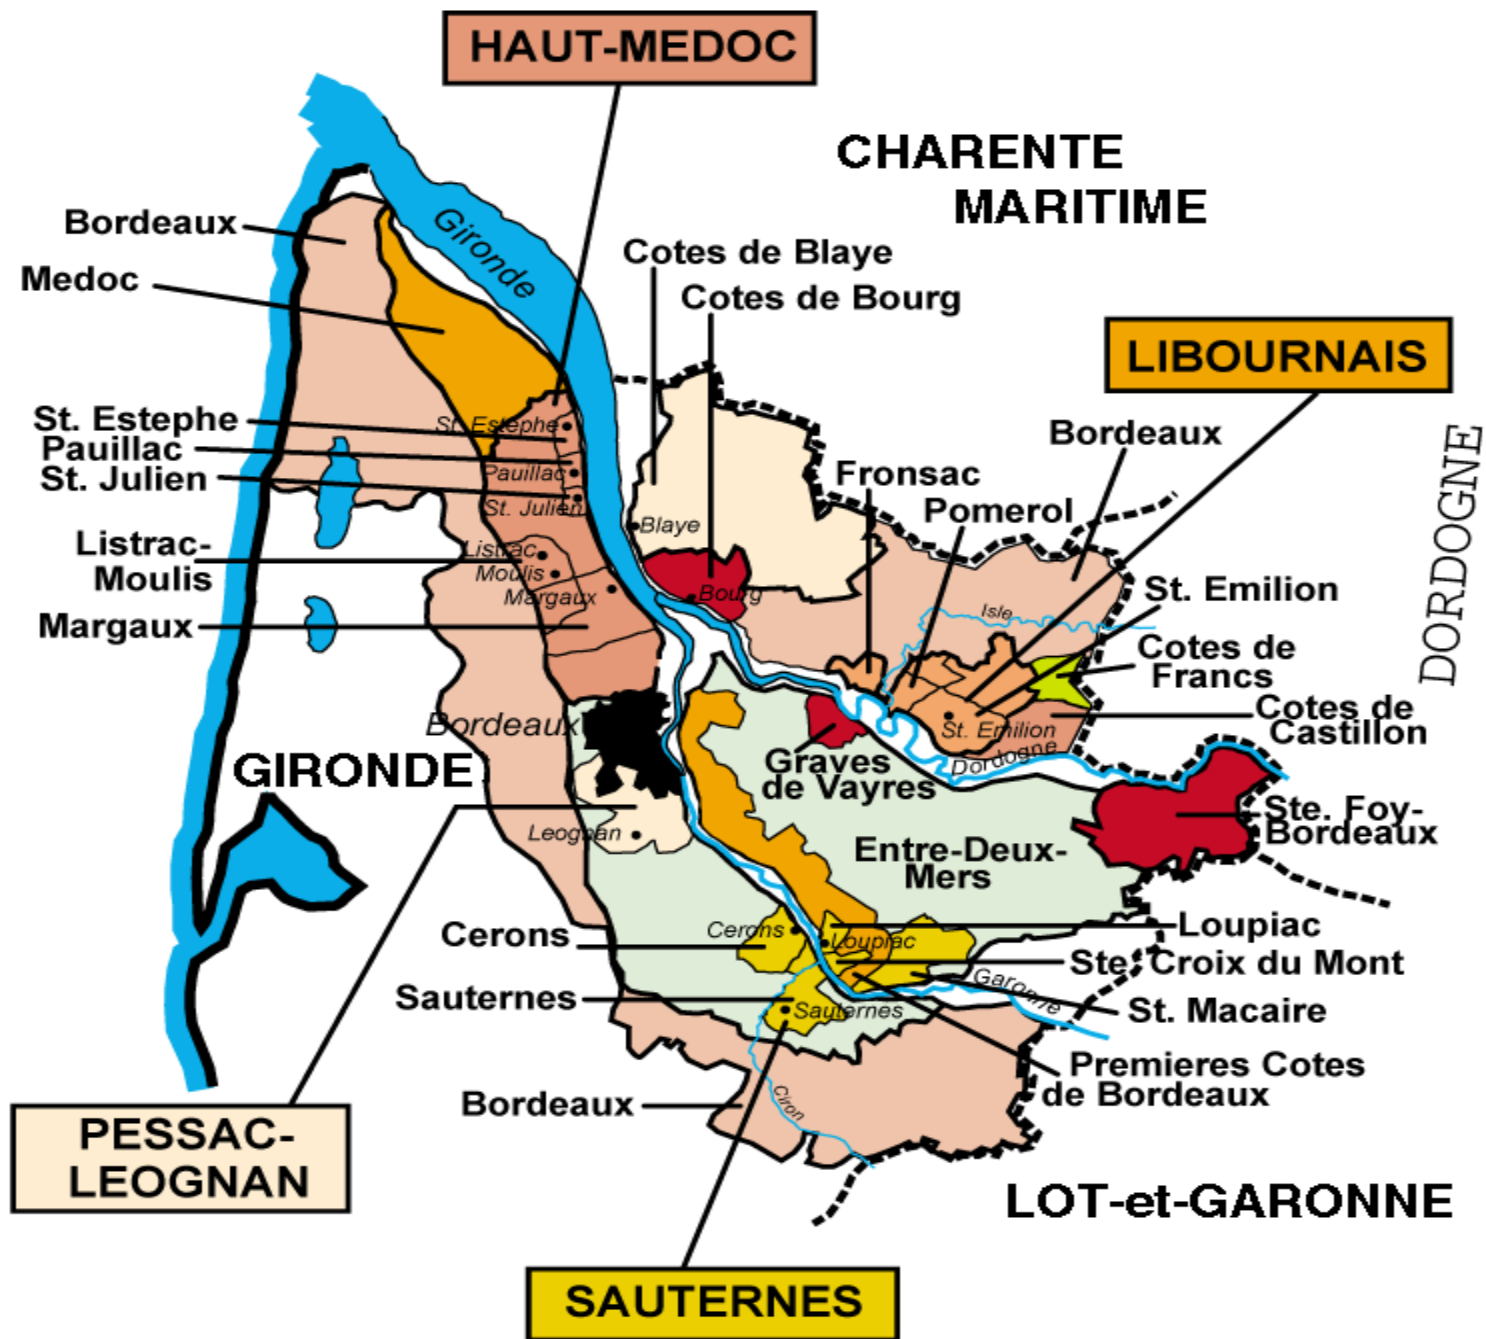 HAUT-MEDOC
CHARENTE
MARITIME
Bordeaux
Gironde
Cotes de Blaye
Medoc
Cotes de Bourg
LIBOURNAIS
St. Estephe
St. Estephe
Bordeaux
DORDOGNE
Pauillac
Pauillac
Fronsac
St. Julien
St. Julien
Pomerol
Blaye
Listrac-
Moulis
Listrac
Moulis
Margaux
Bourg
St. Emilion
Isle
Margaux
Cotes de
Francs
Cotes de
Castillon
Bordeaux
St. Emilion
Dordogne
GIRONDE
Graves
de Vayres
Ste. Foy-
Bordeaux
Leognan
Entre-Deux-
Mers
Cerons
Cerons
Loupiac
Loupiac
Ste. Croix du Mont
Garonne
Sauternes
Sauternes
St. Macaire
Premieres Cotes
de Bordeaux
Bordeaux
Ciron
PESSAC-
LEOGNAN
LOT-et-GARONNE
SAUTERNES